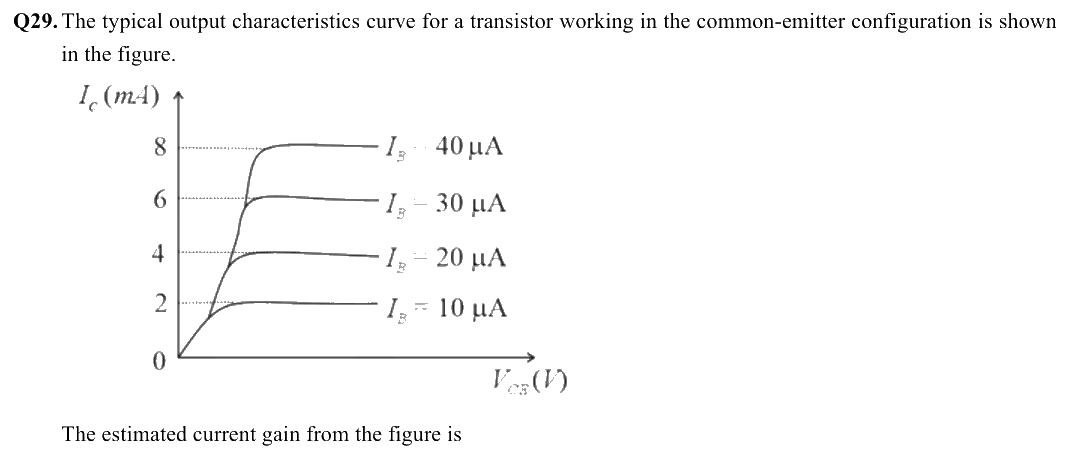 Q29. The typical output characteristics curve for a transistor working in the common-emitter configuration is shown
in the figure.
I_c (mA)
8
I_B - 40 μA
6
I_B = 30 μA
4
I_B = 20 μA
2
I_B = 10 μA
0
V_CE (V)
The estimated current gain from the figure is